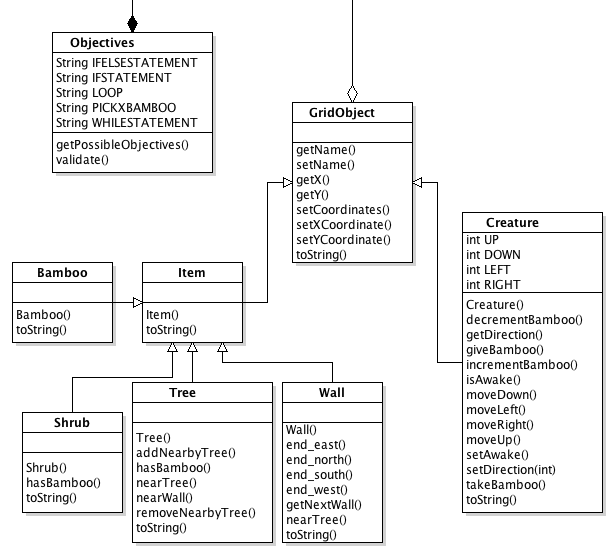 Objectives
String IFELSESTATEMENT
String IFSTATEMENT
String LOOP
String PICKXBAMBOO
String WHILESTATEMENT
getPossibleObjectives()
validate()
GridObject
getName()
setName()
getX()
getY()
setCoordinates()
setXCoordinate()
setYCoordinate()
toString()
Creature
int UP
int DOWN
int LEFT
int RIGHT
Creature()
decrementBamboo()
getDirection()
giveBamboo()
incrementBamboo()
isAwake()
moveDown()
moveLeft()
moveRight()
moveUp()
setAwake()
setDirection(int)
takeBamboo()
toString()
Bamboo
Bamboo()
toString()
Item
Item()
toString()
Shrub
Shrub()
hasBamboo()
toString()
Tree
Tree()
addNearbyTree()
hasBamboo()
nearTree()
nearWall()
removeNearbyTree()
toString()
Wall
Wall()
end_east()
end_north()
end_south()
end_west()
getNextWall()
nearTree()
toString()